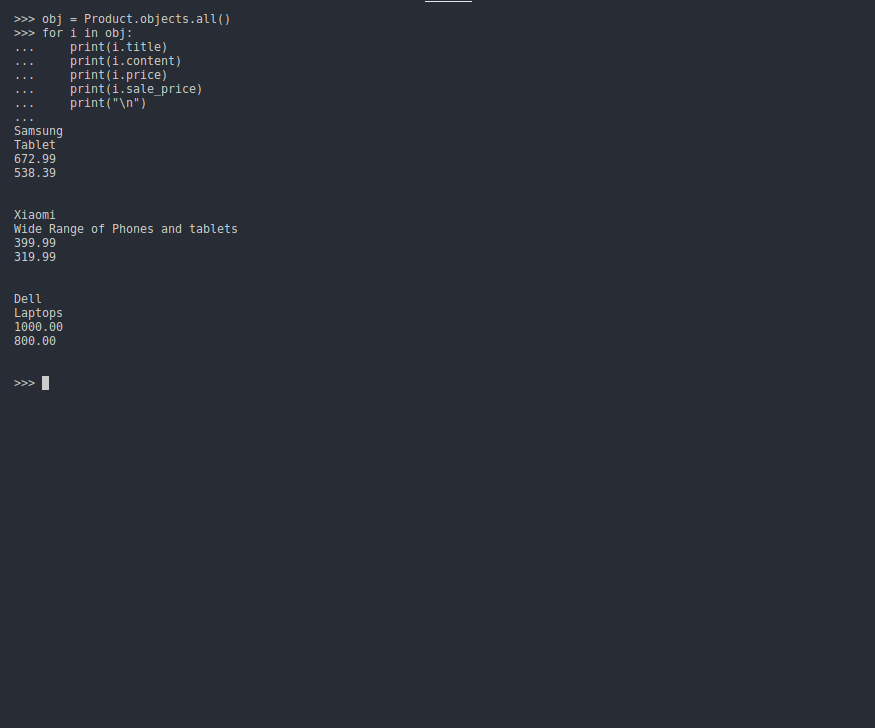 >>> obj = Product.objects.all()
>>> for i in obj:
...     print(i.title)
...     print(i.content)
...     print(i.price)
...     print(i.sale_price)
...     print("\n")
...
Samsung
Tablet
672.99
538.39
Xiaomi
Wide Range of Phones and tablets
399.99
319.99
Dell
Laptops
1000.00
800.00
>>>